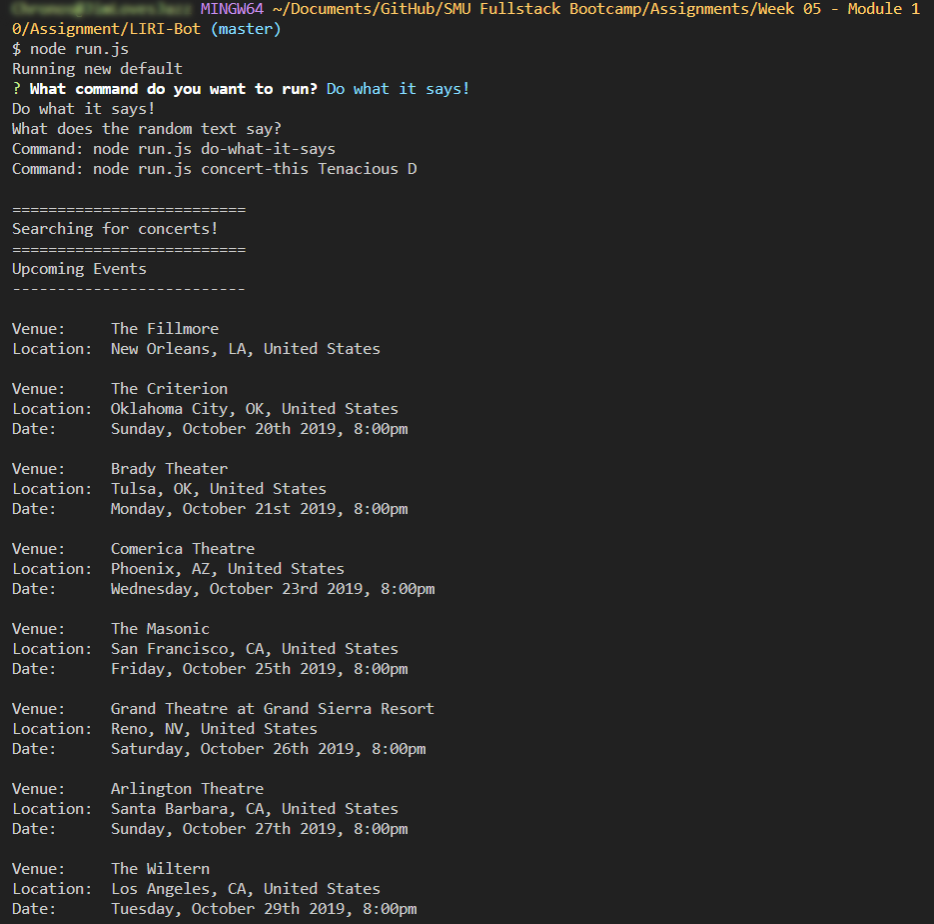 MINGW64 ~/Documents/GitHub/SMU Fullstack Bootcamp/Assignments/Week 05 - Module 1
0/Assignment/LIRI-Bot (master)
$ node run.js
Running new default
? What command do you want to run? Do what it says!
Do what it says!
What does the random text say?
Command: node run.js do-what-it-says
Command: node run.js concert-this Tenacious D
==========================
Searching for concerts!
==========================
Upcoming Events
--------------------------
Venue: The Fillmore
Location: New Orleans, LA, United States
Venue: The Criterion
Location: Oklahoma City, OK, United States
Date: Sunday, October 20th 2019, 8:00pm
Venue: Brady Theater
Location: Tulsa, OK, United States
Date: Monday, October 21st 2019, 8:00pm
Venue: Comerica Theatre
Location: Phoenix, AZ, United States
Date: Wednesday, October 23rd 2019, 8:00pm
Venue: The Masonic
Location: San Francisco, CA, United States
Date: Friday, October 25th 2019, 8:00pm
Venue: Grand Theatre at Grand Sierra Resort
Location: Reno, NV, United States
Date: Saturday, October 26th 2019, 8:00pm
Venue: Arlington Theatre
Location: Santa Barbara, CA, United States
Date: Sunday, October 27th 2019, 8:00pm
Venue: The Wiltern
Location: Los Angeles, CA, United States
Date: Tuesday, October 29th 2019, 8:00pm